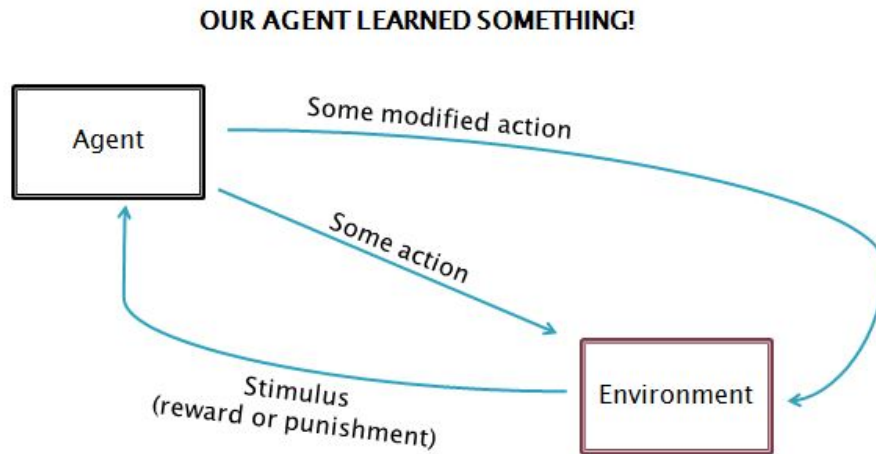 OUR AGENT LEARNED SOMETHING!
Agent
Some modified action
Some action
Stimulus
(reward or punishment)
Environment